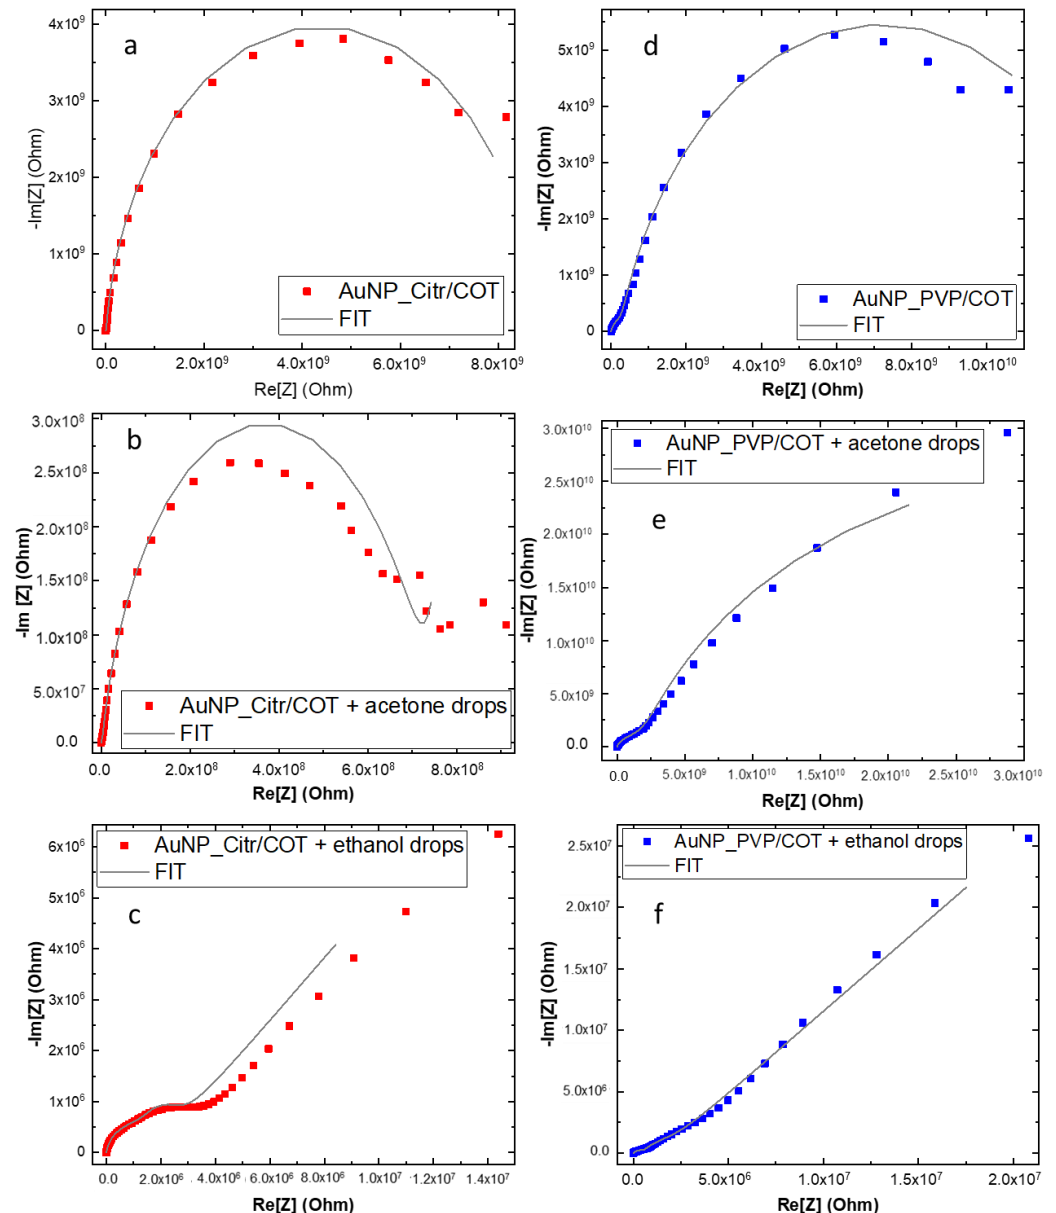 a
4x10⁹
3x10⁹
2x10⁹
1x10⁹
0
-Im[Z] (Ohm)
AuNP_Citr/COT
FIT
0.0
2.0x10⁹
4.0x10⁹
6.0x10⁹
8.0x10⁹
Re[Z] (Ohm)
d
5x10⁹
4x10⁹
3x10⁹
2x10⁹
1x10⁹
0
-Im[Z] (Ohm)
AuNP_PVP/COT
FIT
0.0
2.0x10⁹
4.0x10⁹
6.0x10⁹
8.0x10⁹
1.0x10¹⁰
Re[Z] (Ohm)
b
3.0x10⁸
2.5x10⁸
2.0x10⁸
1.5x10⁸
1.0x10⁸
5.0x10⁷
0.0
-Im [Z] (Ohm)
AuNP_Citr/COT + acetone drops
FIT
0.0
2.0x10⁸
4.0x10⁸
6.0x10⁸
8.0x10⁸
Re[Z] (Ohm)
AuNP_PVP/COT + acetone drops
FIT
e
3.0x10¹⁰
2.5x10¹⁰
2.0x10¹⁰
1.5x10¹⁰
1.0x10¹⁰
5.0x10⁹
0.0
-Im[Z] (Ohm)
0.0
5.0x10⁹
1.0x10¹⁰
1.5x10¹⁰
2.0x10¹⁰
2.5x10¹⁰
3.0x10¹⁰
Re[Z] (Ohm)
AuNP_Citr/COT + ethanol drops
FIT
c
6x10⁶
5x10⁶
4x10⁶
3x10⁶
2x10⁶
1x10⁶
0
-Im[Z] (Ohm)
0.0
2.0x10⁶
4.0x10⁶
6.0x10⁶
8.0x10⁶
1.0x10⁷
1.2x10⁷
1.4x10⁷
Re[Z] (Ohm)
AuNP_PVP/COT + ethanol drops
FIT
f
2.5x10⁷
2.0x10⁷
1.5x10⁷
1.0x10⁷
5.0x10⁶
0.0
-Im[Z] (Ohm)
0.0
5.0x10⁶
1.0x10⁷
1.5x10⁷
2.0x10⁷
Re[Z] (Ohm)